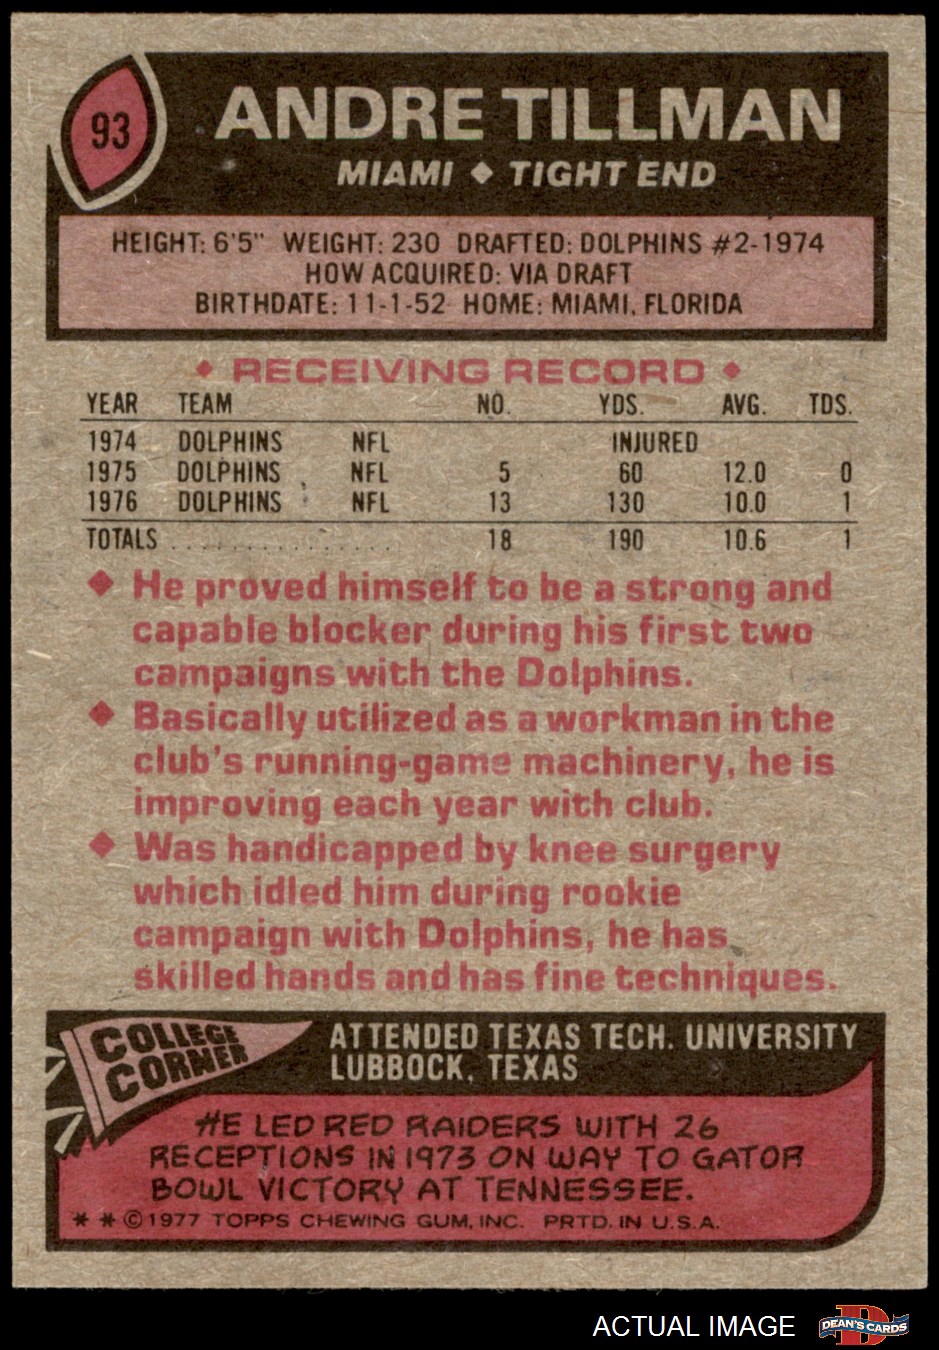 93
ANDRE TILLMAN
MIAMI ◆ TIGHT END
HEIGHT: 6'5" WEIGHT: 230 DRAFTED: DOLPHINS #2-1974
HOW ACQUIRED: VIA DRAFT
BIRTHDATE: 11-1-52 HOME: MIAMI, FLORIDA
◆ RECEIVING RECORD ◆
YEAR TEAM NO. YDS. AVG. TDS.
1974 DOLPHINS NFL INJURED
1975 DOLPHINS NFL 5 60 12.0 0
1976 DOLPHINS NFL 13 130 10.0 1
TOTALS ................. 18 190 10.6 1
◆ He proved himself to be a strong and
capable blocker during his first two
campaigns with the Dolphins.
◆ Basically utilized as a workman in the
club's running-game machinery, he is
improving each year with club.
◆ Was handicapped by knee surgery
which idled him during rookie
campaign with Dolphins, he has
skilled hands and has fine techniques.
COLLEGE
CORNER
ATTENDED TEXAS TECH. UNIVERSITY
LUBBOCK, TEXAS
HE LED RED RAIDERS WITH 26
RECEPTIONS IN 1973 ON WAY TO GATOR
BOWL VICTORY AT TENNESSEE.
* * © 1977 TOPPS CHEWING GUM, INC. PRTD. IN U.S.A.
ACTUAL IMAGE
D
DEAN'S CARDS